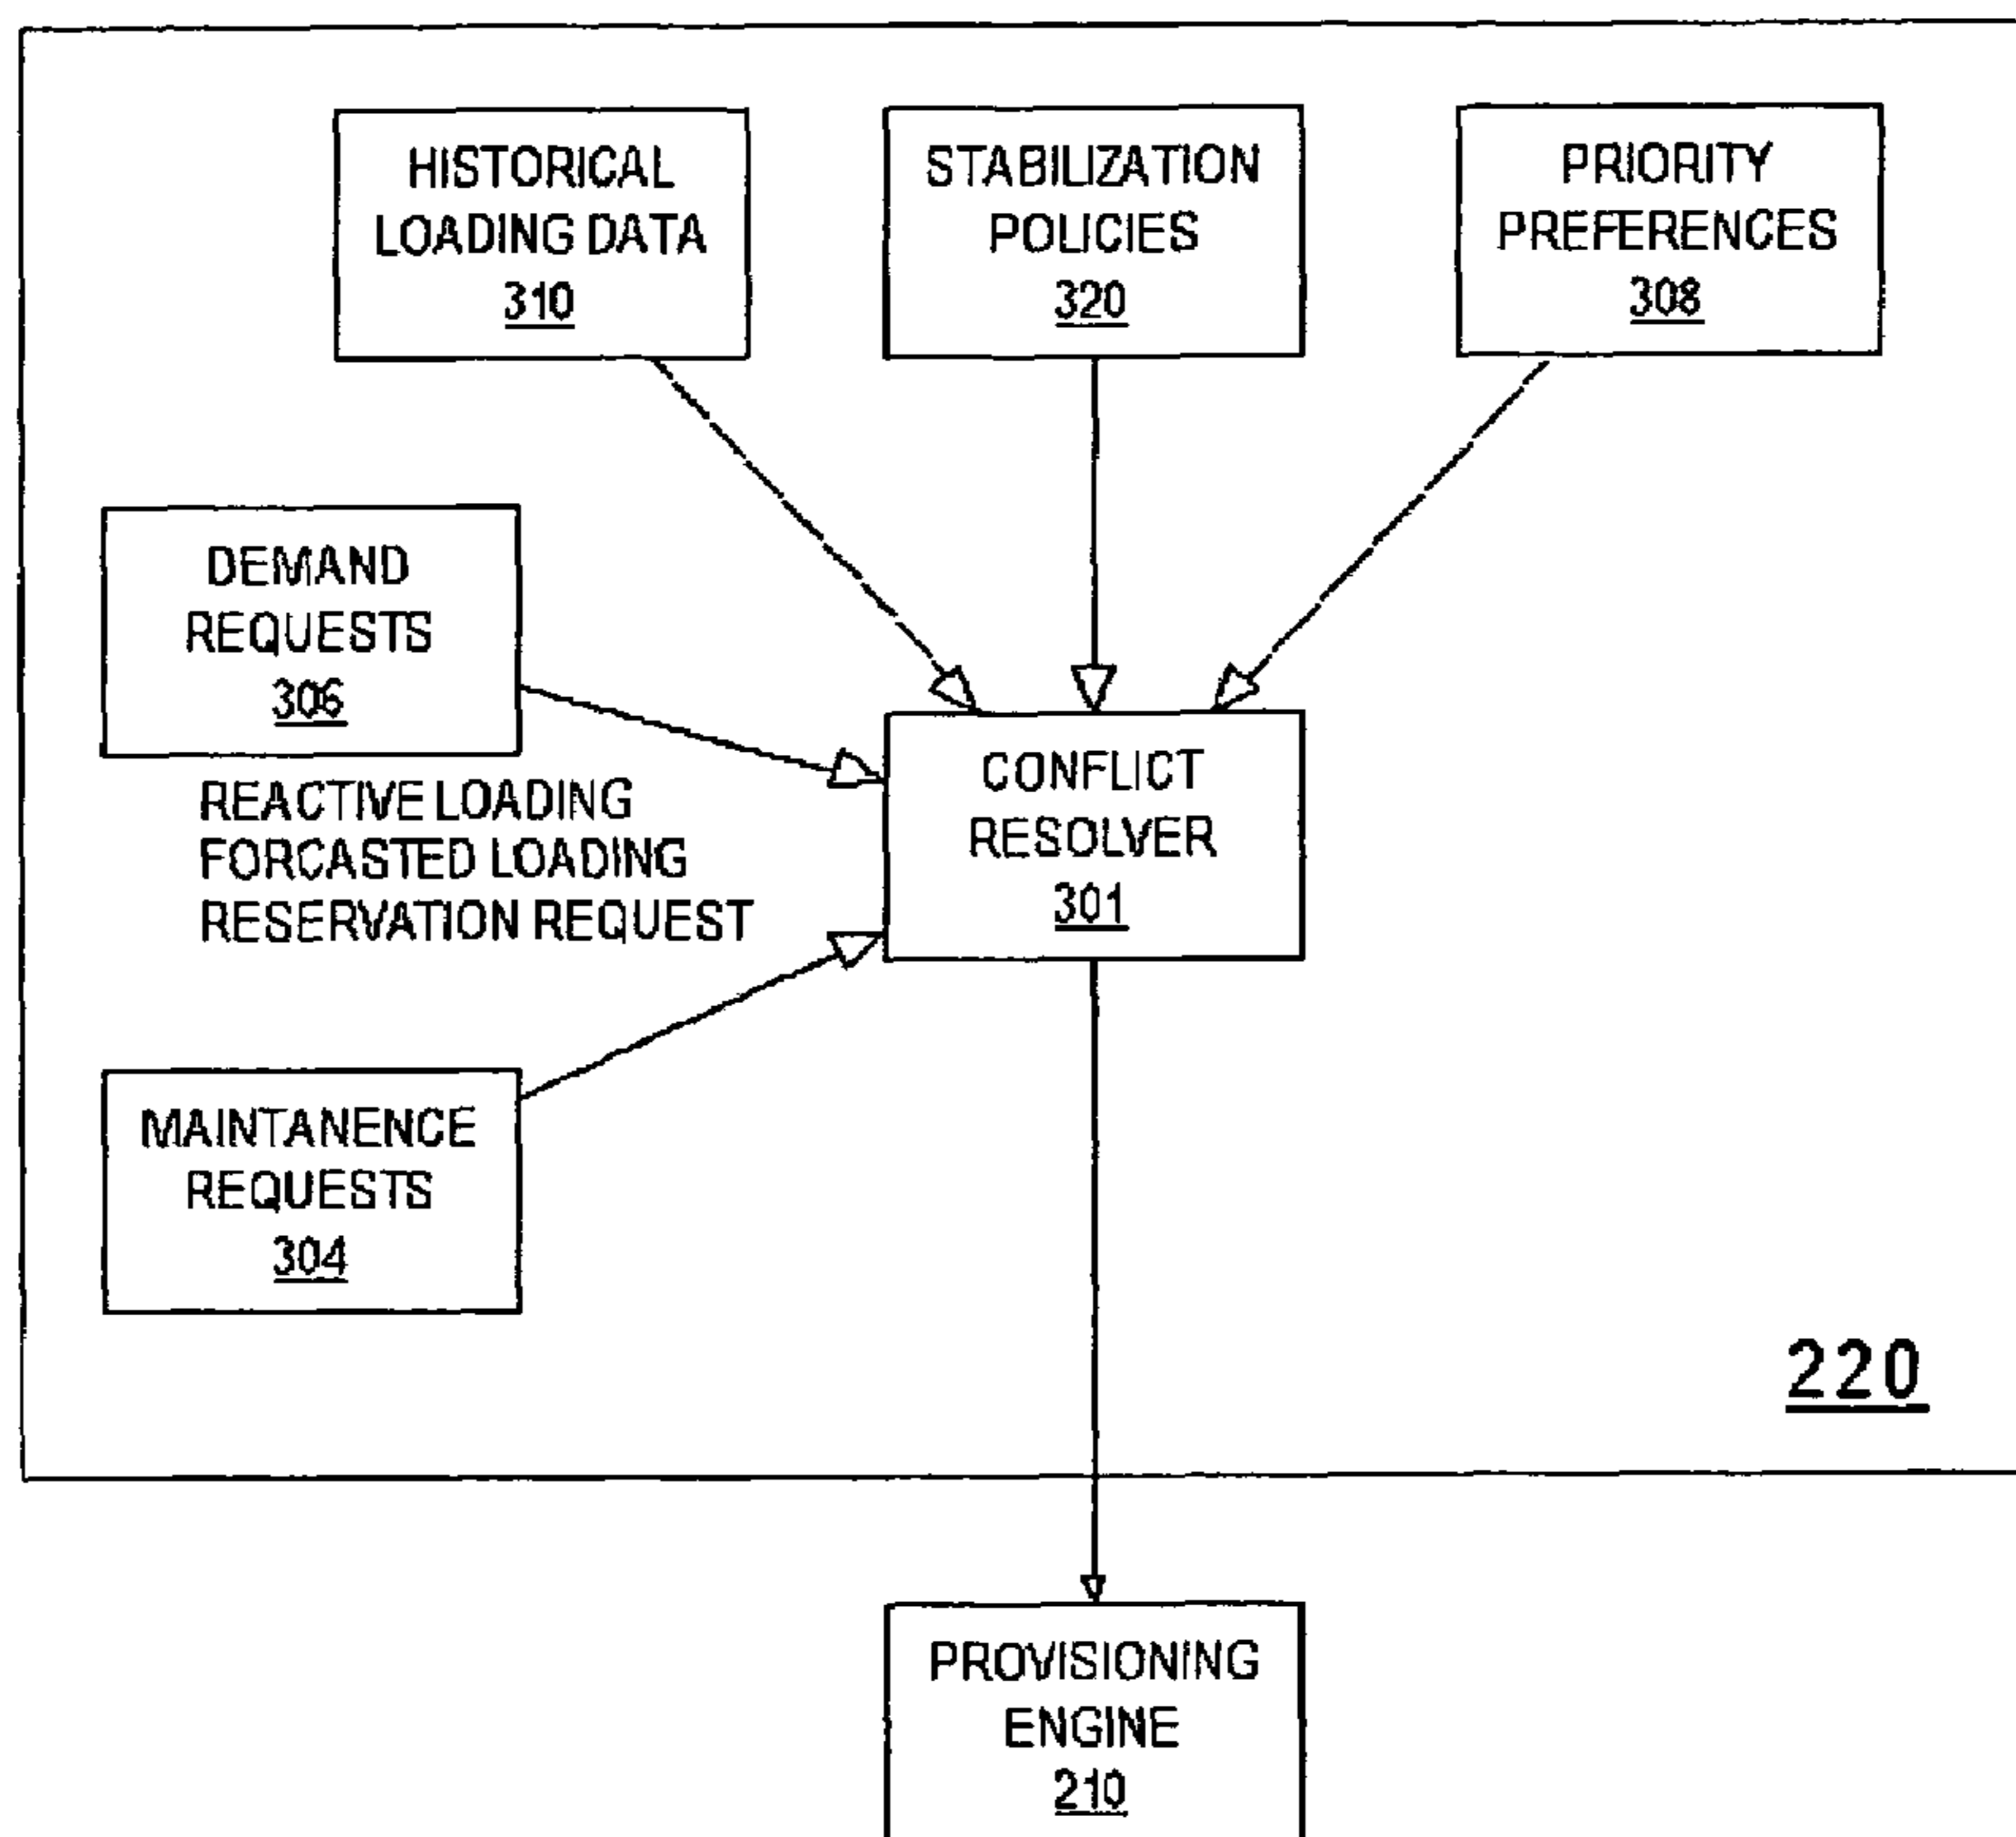 HISTORICAL
LOADING DATA
310
STABILIZATION
POLICIES
320
PRIORITY
PREFERENCES
308
DEMAND
REQUESTS
306
REACTIVE LOADING
FORCASTED LOADING
RESERVATION REQUEST
CONFLICT
RESOLVER
301
MAINTANENCE
REQUESTS
304
220
PROVISIONING
ENGINE
210